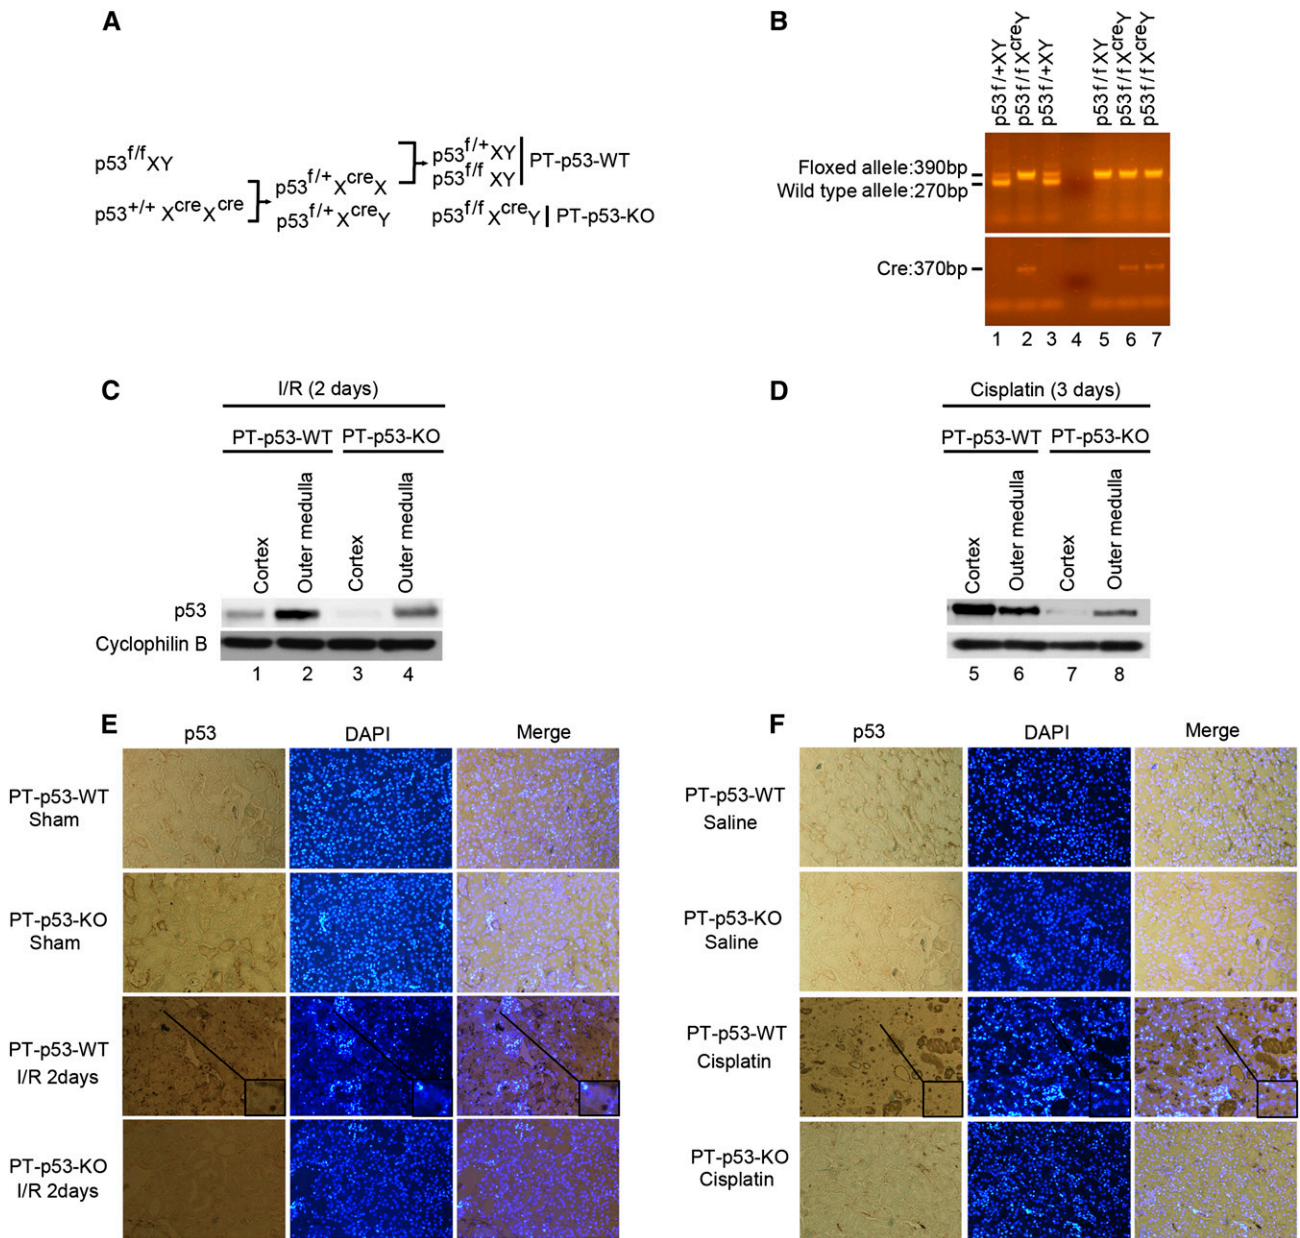 A
p53f/f XY
p53+/+ XcreXcre
p53f/+ XcreX
p53f/+ XcreY
p53f/+ XY
p53f/f XY
PT-p53-WT
p53f/f XcreY
PT-p53-KO
B
p53f/+XY
p53f/f XcreY
p53f/+XY
p53f/f XY
p53f/f XcreY
p53f/f XcreY
Floxed allele:390bp
Wild type allele:270bp
Cre:370bp
1 2 3 4 5 6 7
C
I/R (2 days)
PT-p53-WT PT-p53-KO
Cortex
Outer medulla
Cortex
Outer medulla
p53
Cyclophilin B
1 2 3 4
D
Cisplatin (3 days)
PT-p53-WT PT-p53-KO
Cortex
Outer medulla
Cortex
Outer medulla
5 6 7 8
E
p53 DAPI Merge
PT-p53-WT
Sham
PT-p53-KO
Sham
PT-p53-WT
I/R 2days
PT-p53-KO
I/R 2days
F
p53 DAPI Merge
PT-p53-WT
Saline
PT-p53-KO
Saline
PT-p53-WT
Cisplatin
PT-p53-KO
Cisplatin